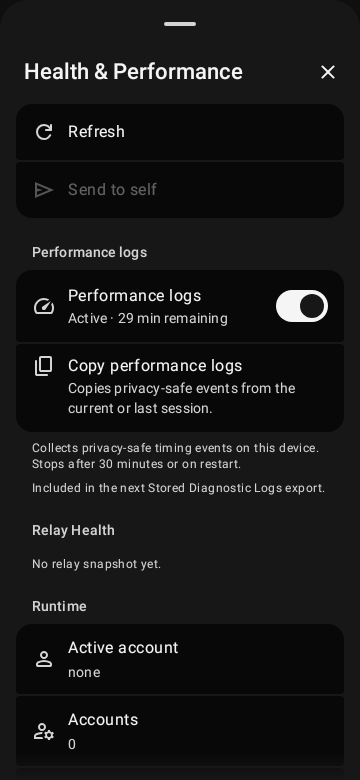 Health & Performance
Refresh
Send to self
Performance logs
Performance logs
Active · 29 min remaining
Copy performance logs
Copies privacy-safe events from the
current or last session.
Collects privacy-safe timing events on this device.
Stops after 30 minutes or on restart.
Included in the next Stored Diagnostic Logs export.
Relay Health
No relay snapshot yet.
Runtime
Active account
none
Accounts
0